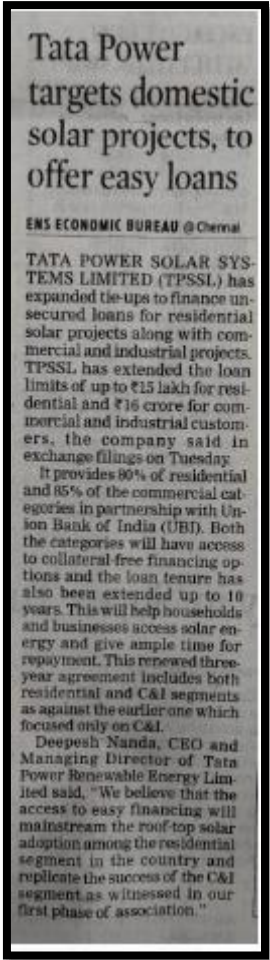 Tata Power
targets domestic
solar projects, to
offer easy loans
ENS ECONOMIC BUREAU @ Chennai
TATA POWER SOLAR SYS-
TEMS LIMITED (TPSSL) has
expanded tie-ups to finance un-
secured loans for residential
solar projects along with com-
mercial and industrial projects.
TPSSL has extended the loan
limits of up to ₹15 lakh for resi-
dential and ₹16 crore for com-
mercial and industrial custom-
ers, the company said in
exchange filings on Tuesday.
It provides 80% of residential
and 85% of the commercial cat-
egories in partnership with Un-
ion Bank of India (UBI). Both
the categories will have access
to collateral-free financing op-
tions and the loan tenure has
also been extended up to 10
years. This will help households
and businesses access solar en-
ergy and give ample time for
repayment. This renewed three-
year agreement includes both
residential and C&I segments
as against the earlier one which
focused only on C&I.
Deepesh Nanda, CEO and
Managing Director of Tata
Power Renewable Energy Lim-
ited said, "We believe that the
access to easy financing will
mainstream the roof-top solar
adoption among the residential
segment in the country and
replicate the success of the C&I
segment as witnessed in our
first phase of association."